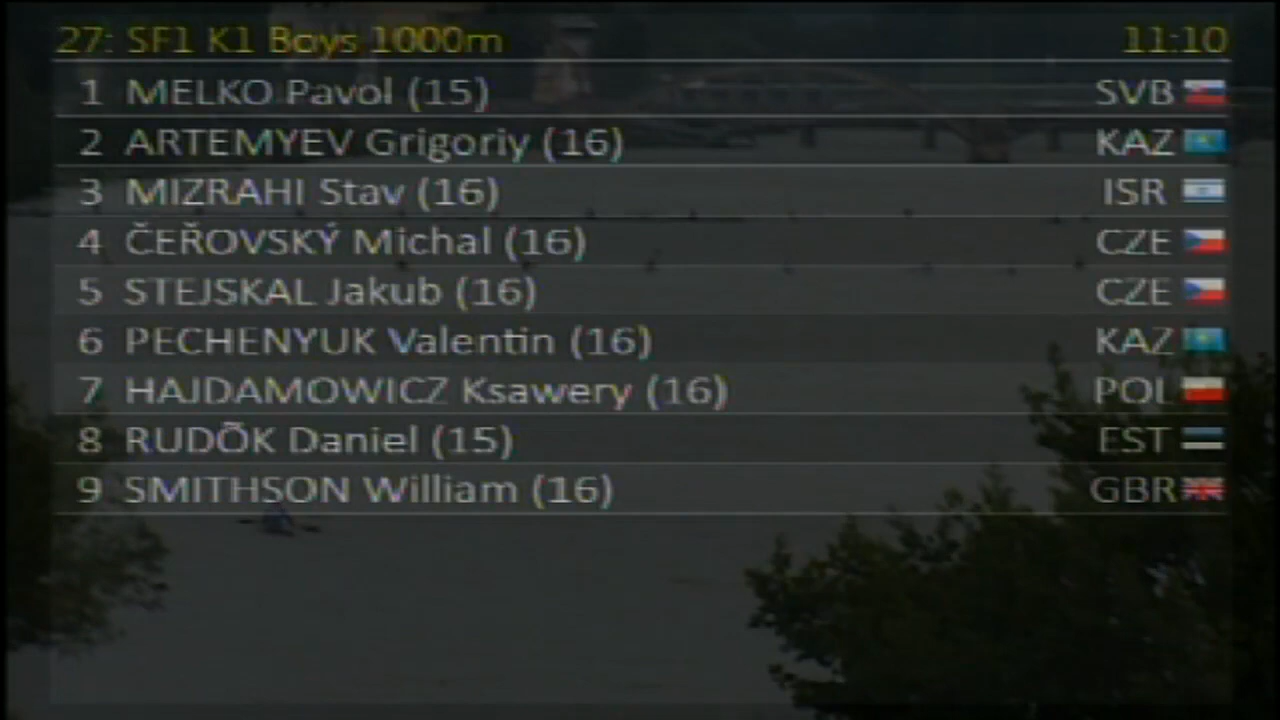 27: SF1 K1 Boys 1000m 11:10
1 MELKO Pavol (15) SVB
2 ARTEMYEV Grigoriy (16) KAZ
3 MIZRAHI Stav (16) ISR
4 ČEŘOVSKÝ Michal (16) CZE
5 STEJSKAL Jakub (16) CZE
6 PECHENYUK Valentin (16) KAZ
7 HAJDAMOWICZ Ksawery (16) POL
8 RUDÕK Daniel (15) EST
9 SMITHSON William (16) GBR